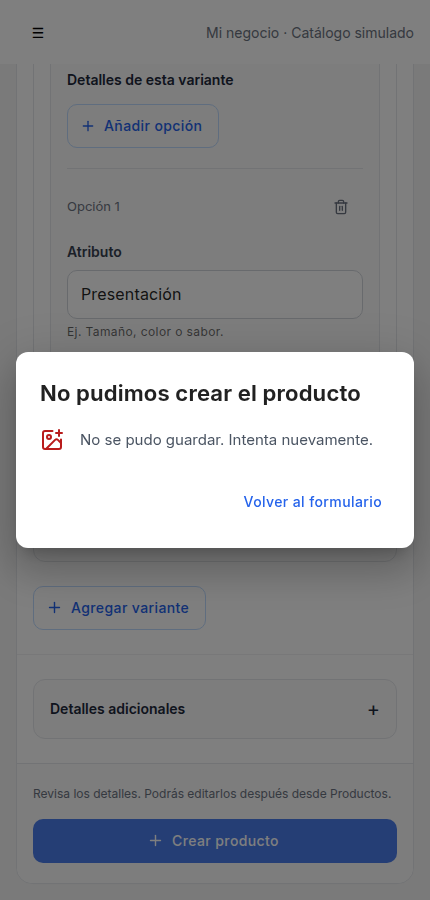 Mi negocio · Catálogo simulado
Detalles de esta variante
Añadir opción
Opción 1
Atributo
Presentación
Ej. Tamaño, color o sabor.
No pudimos crear el producto
No se pudo guardar. Intenta nuevamente.
Volver al formulario
Agregar variante
Detalles adicionales
Revisa los detalles. Podrás editarlos después desde Productos.
Crear producto